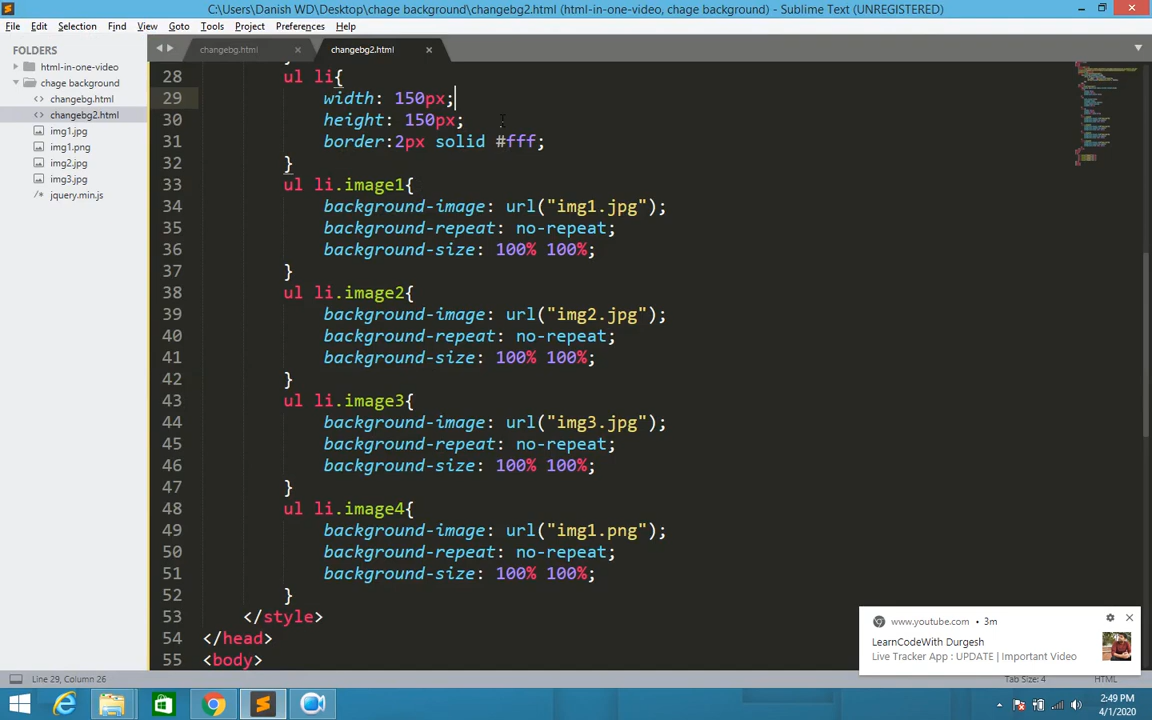 C:\Users\Danish WD\Desktop\chage background\changebg2.html (html-in-one-video, chage background) - Sublime Text (UNREGISTERED)
File Edit Selection Find View Goto Tools Project Preferences Help
FOLDERS
html-in-one-video
chage background
changebg.html
changebg2.html
img1.jpg
img1.png
img2.jpg
img3.jpg
jquery.min.js
changebg.html
changebg2.html
28 ul li{
29 width: 150px;
30 height: 150px;
31 border:2px solid #fff;
32 }
33 ul li.image1{
34 background-image: url("img1.jpg");
35 background-repeat: no-repeat;
36 background-size: 100% 100%;
37 }
38 ul li.image2{
39 background-image: url("img2.jpg");
40 background-repeat: no-repeat;
41 background-size: 100% 100%;
42 }
43 ul li.image3{
44 background-image: url("img3.jpg");
45 background-repeat: no-repeat;
46 background-size: 100% 100%;
47 }
48 ul li.image4{
49 background-image: url("img1.png");
50 background-repeat: no-repeat;
51 background-size: 100% 100%;
52 }
53 </style>
54 </head>
55 <body>
www.youtube.com • 3m
LearnCodeWith Durgesh
Live Tracker App : UPDATE | Important Video
Line 29, Column 26
Tab Size: 4
HTML
2:49 PM
4/1/2020